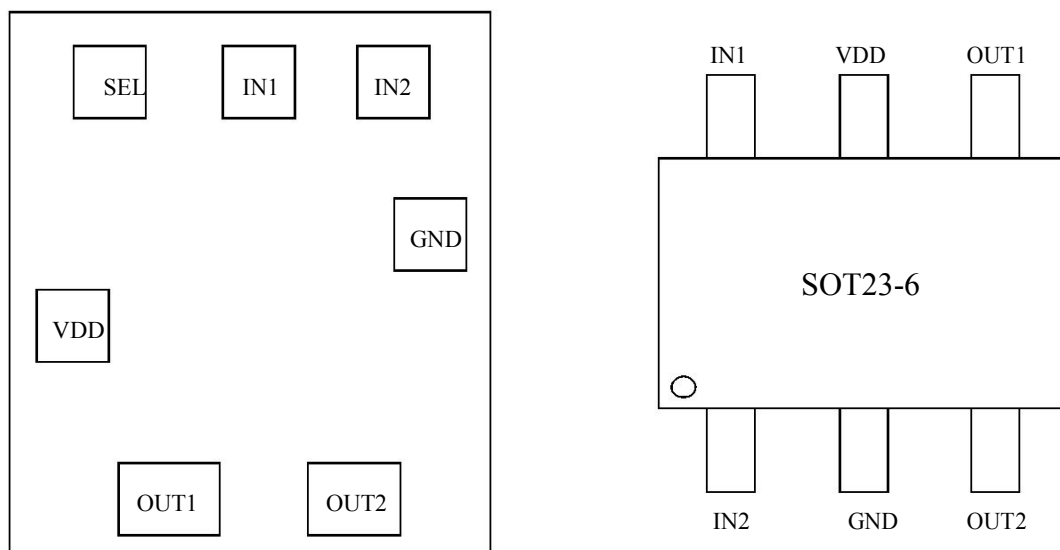 SEL IN1 IN2
GND
VDD
OUT1 OUT2
IN1 VDD OUT1
SOT23-6
IN2 GND OUT2